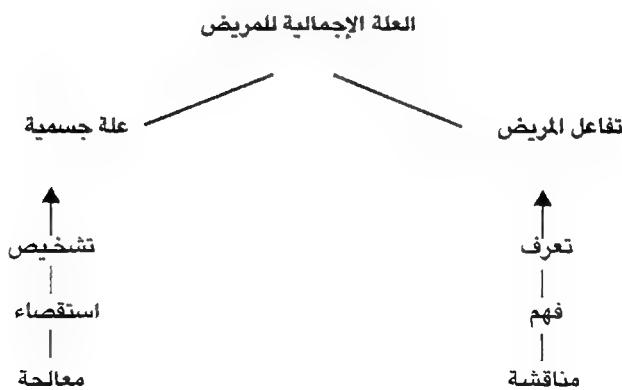 العلة الإجمالية للمريض
تفاعل المريض
علة جسمية
تعرف
تشخيص
فهم
استقصاء
مناقشة
معالجة